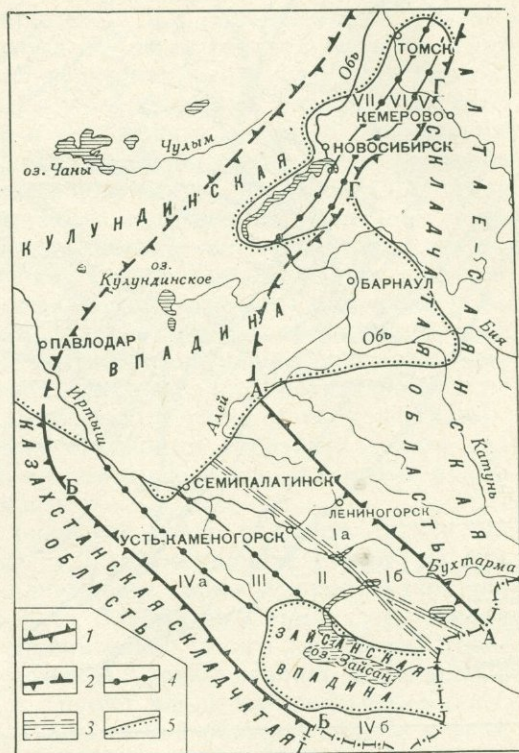 ТОМСК
Обь
VII VI V
Г
КЕМЕРОВО
АЛТАЕ-САЯНСКАЯ
СКЛАДЧАТАЯ ОБЛАСТЬ
оз. Чаны
Чулым
НОВОСИБИРСК
Г
КУЛУНДИНСКАЯ
ВПАДИНА
оз.
Кулундинское
БАРНАУЛ
ПАВЛОДАР
Обь
Бия
А
Алей
Иртыш
Катунь
Б
СЕМИПАЛАТИНСК
ЛЕНИНОГОРСК
УСТЬ-КАМЕНОГОРСК
Iа
Бухтарма
IVа
III
II
Iб
КАЗАХСТАНСКАЯ СКЛАДЧАТАЯ
ОБЛАСТЬ
А
ЗАЙСАНСКАЯ
оз. Зайсан
ВПАДИНА
Б
IVб
1
2
4
3
5